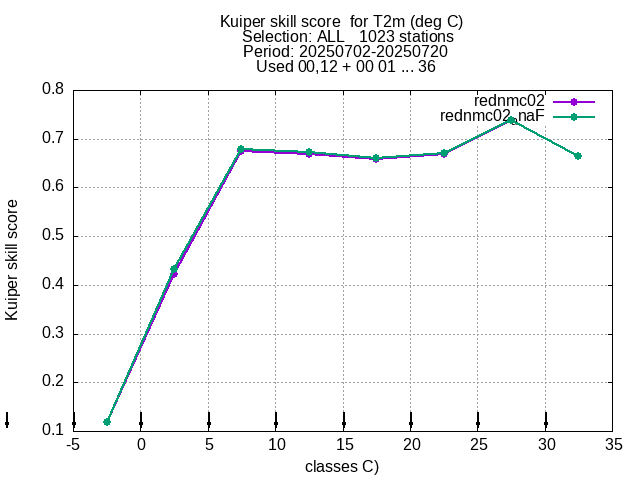 Kuiper skill score  for T2m (deg C)
Selection: ALL   1023 stations
Period: 20250702-20250720
Used 00,12 + 00 01 ... 36
rednmc02
rednmc02_naF
0.8
0.7
0.6
0.5
0.4
0.3
0.2
0.1
Kuiper skill score
-5 0 5 10 15 20 25 30 35
classes C)